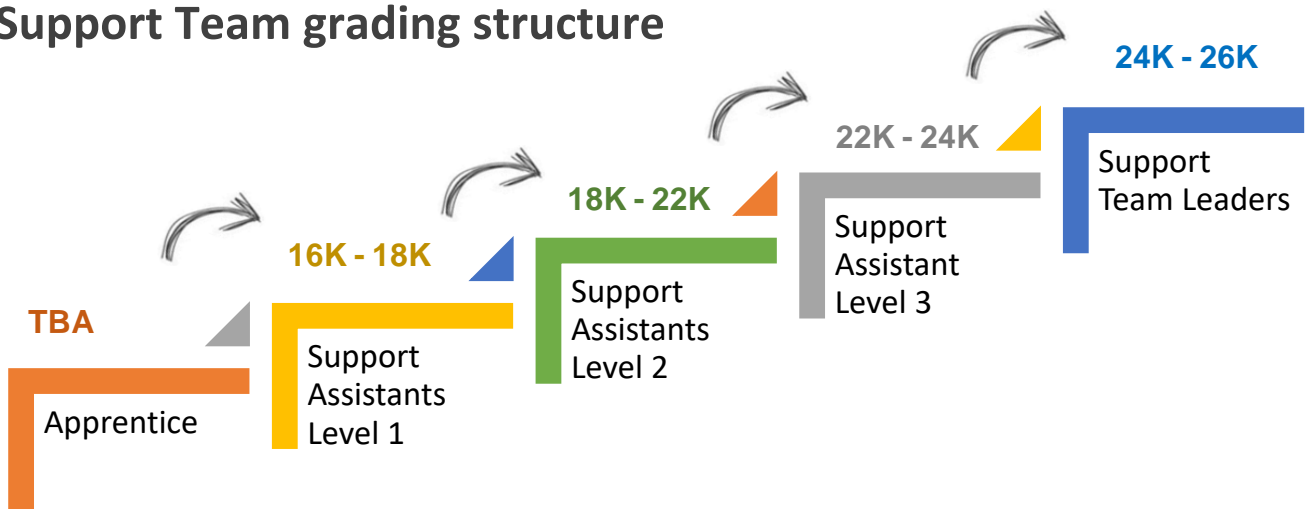 Support Team grading structure
TBA
Apprentice
16K - 18K
Support
Assistants
Level 1
18K - 22K
Support
Assistants
Level 2
22K - 24K
Support
Assistant
Level 3
24K - 26K
Support
Team Leaders